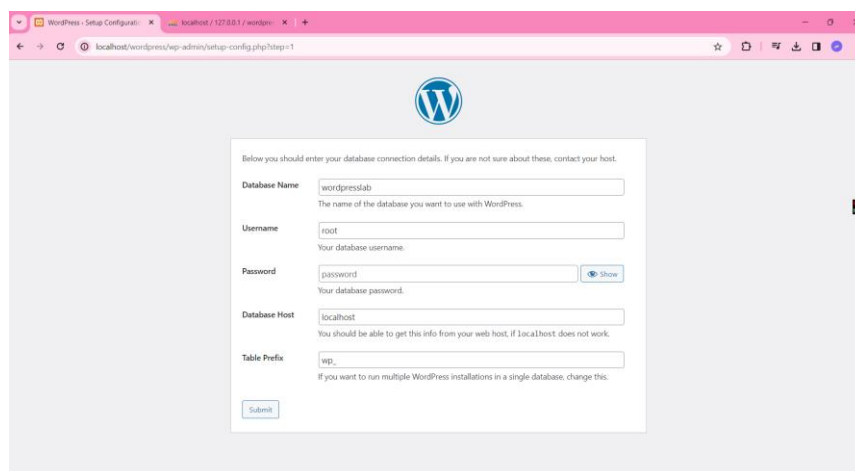 WordPress › Setup Configurati
localhost / 127.0.0.1 / wordpre
localhost/wordpress/wp-admin/setup-config.php?step=1
Below you should enter your database connection details. If you are not sure about these, contact your host.
Database Name
wordpresslab
The name of the database you want to use with WordPress.
Username
root
Your database username.
Password
password
Show
Your database password.
Database Host
localhost
You should be able to get this info from your web host, if localhost does not work.
Table Prefix
wp_
If you want to run multiple WordPress installations in a single database, change this.
Submit